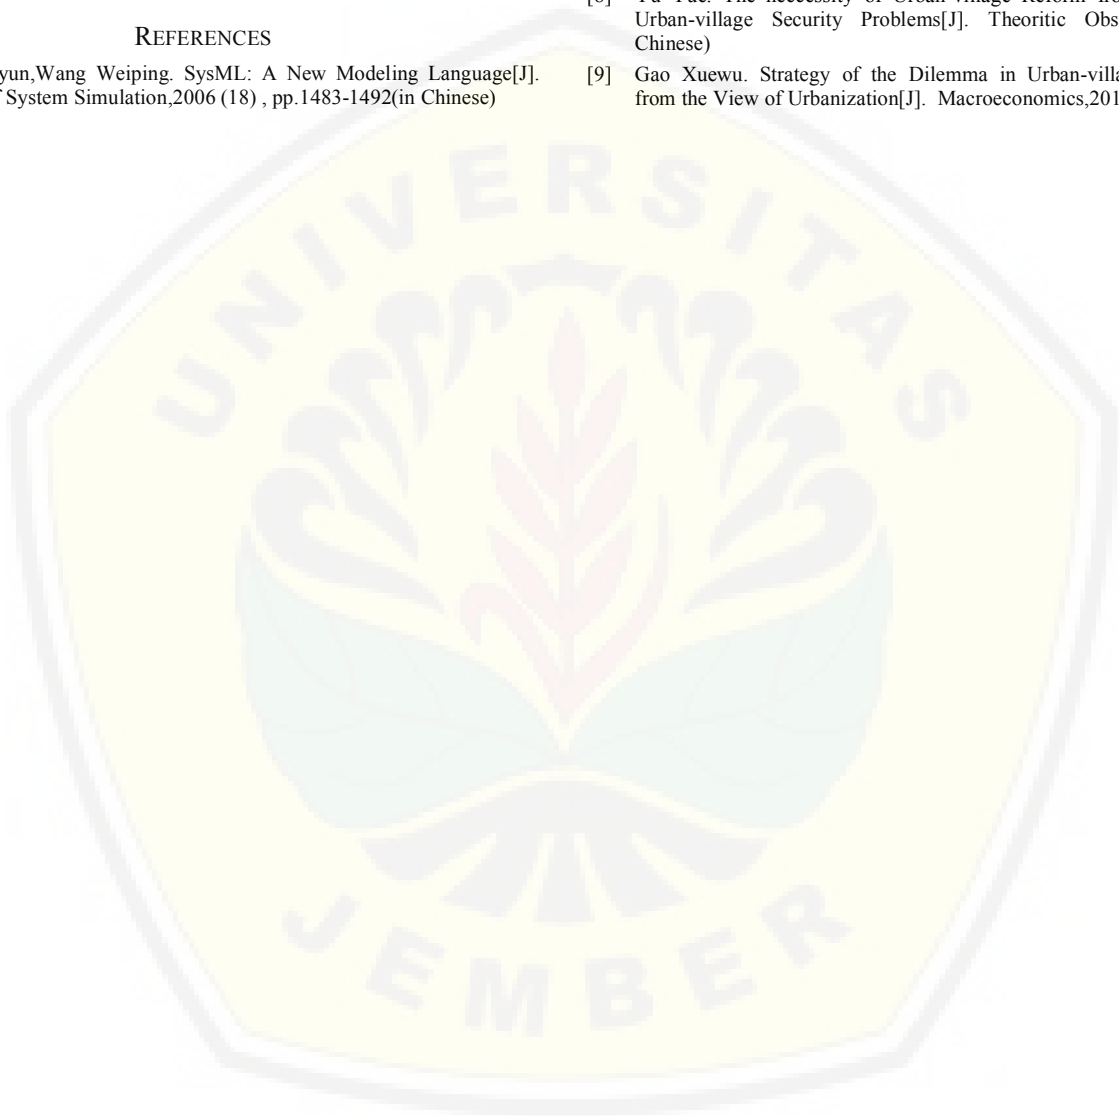 REFERENCES
yun,Wang Weiping. SysML: A New Modeling Language[J].
System Simulation,2006 (18) , pp.1483-1492(in Chinese)
Urban-village Security Problems[J]. Theoritic Obs
Chinese)
[9] Gao Xuewu. Strategy of the Dilemma in Urban-villa
from the View of Urbanization[J]. Macroeconomics,201
UNIVERSITAS
JEMBER